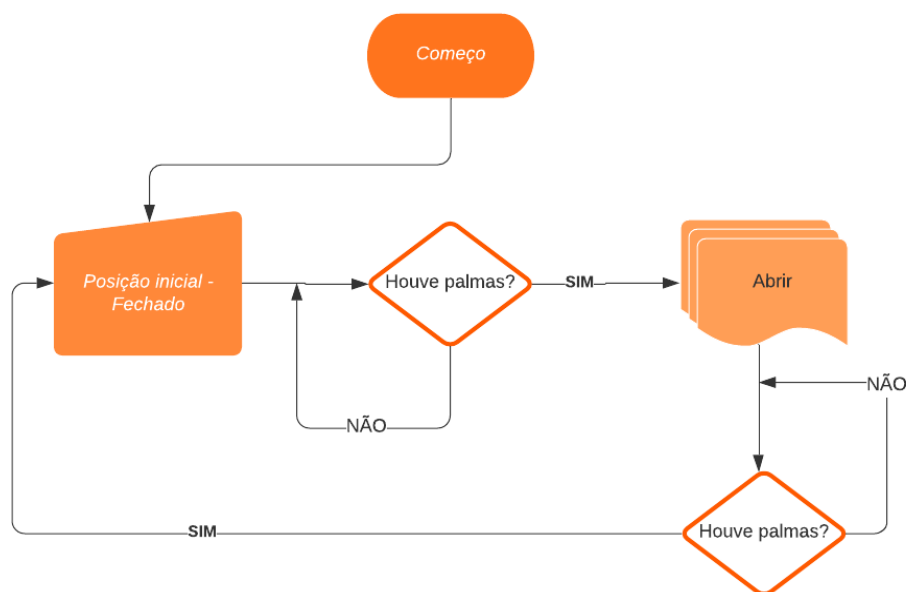 Começo
Posição inicial -
Fechado
Houve palmas?
SIM
Abrir
NÃO
NÃO
SIM
Houve palmas?